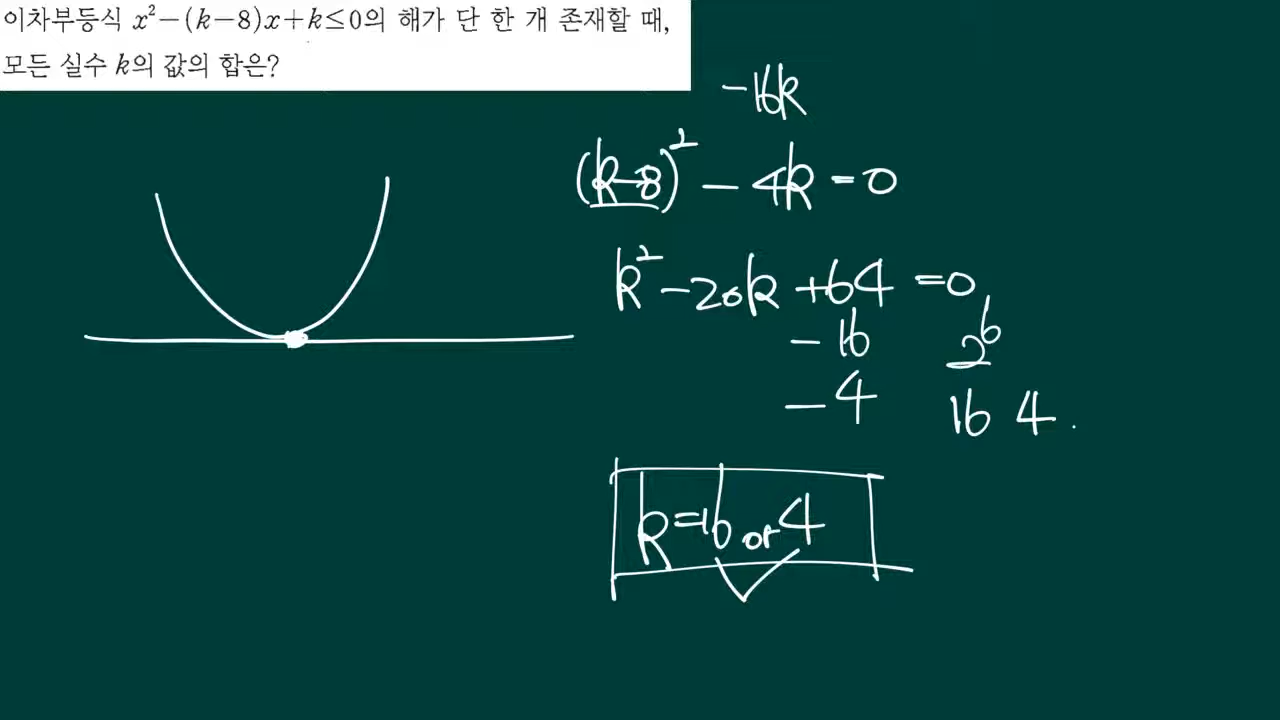 이차부등식 x²-(k-8)x+k≤0의 해가 단 한 개 존재할 때,
모든 실수 k의 값의 합은?
-16k
(k-8)² - 4k = 0
k² - 20k + 64 = 0
- 16 2⁶
- 4 16 4 .
k=16 or 4